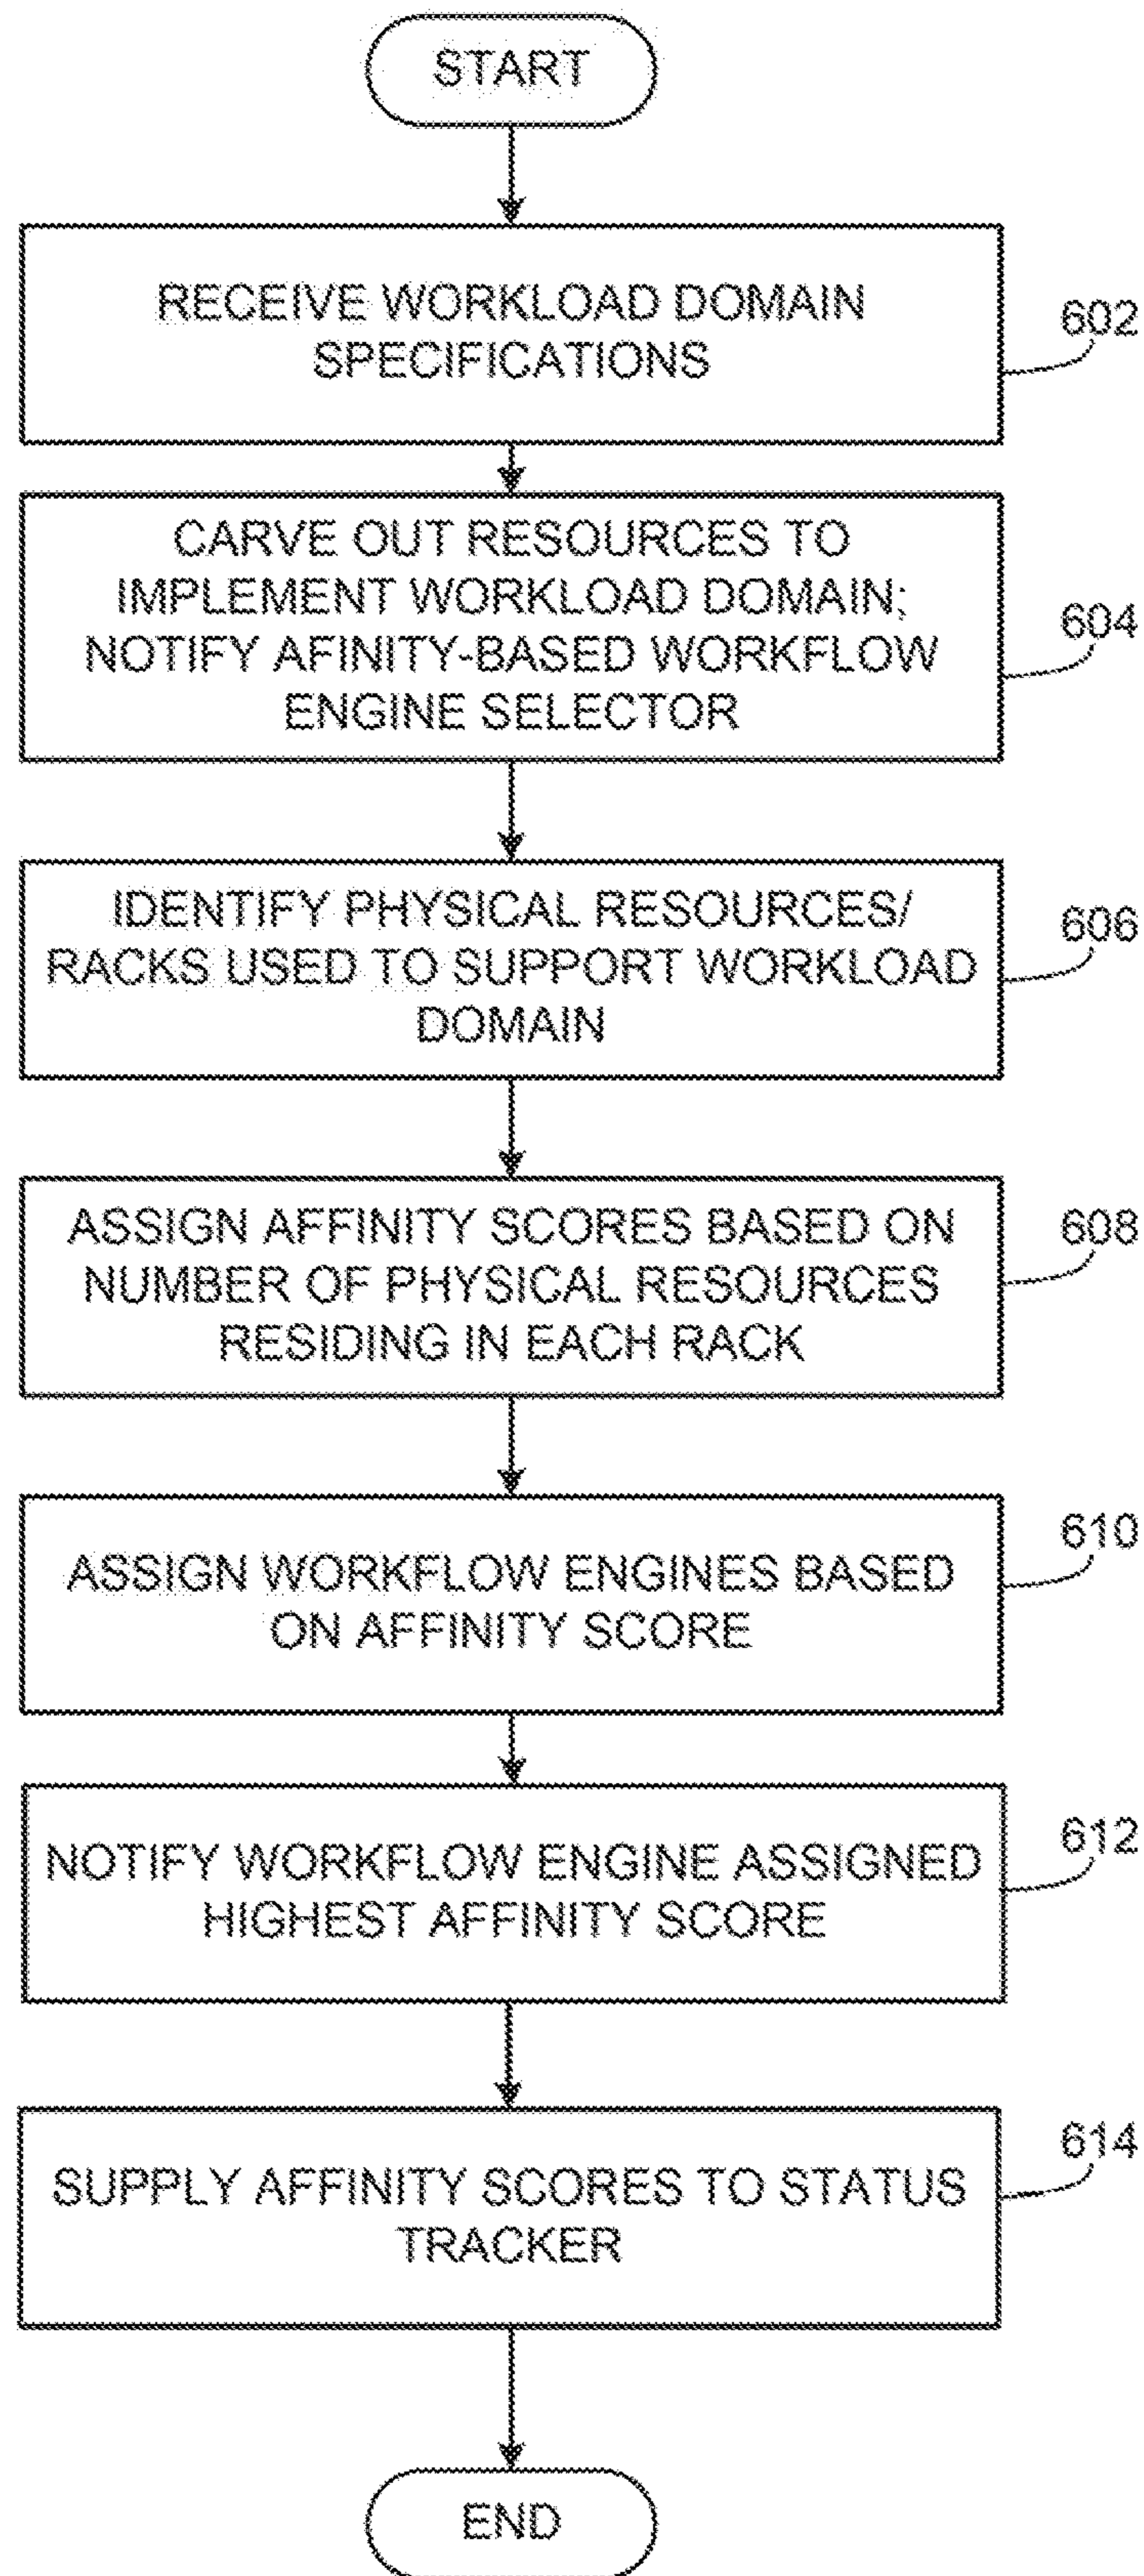 START
RECEIVE WORKLOAD DOMAIN
SPECIFICATIONS
602
CARVE OUT RESOURCES TO
IMPLEMENT WORKLOAD DOMAIN;
NOTIFY AFINITY-BASED WORKFLOW
ENGINE SELECTOR
604
IDENTIFY PHYSICAL RESOURCES/
RACKS USED TO SUPPORT WORKLOAD
DOMAIN
606
ASSIGN AFFINITY SCORES BASED ON
NUMBER OF PHYSICAL RESOURCES
RESIDING IN EACH RACK
608
ASSIGN WORKFLOW ENGINES BASED
ON AFFINITY SCORE
610
NOTIFY WORKFLOW ENGINE ASSIGNED
HIGHEST AFFINITY SCORE
612
SUPPLY AFFINITY SCORES TO STATUS
TRACKER
614
END